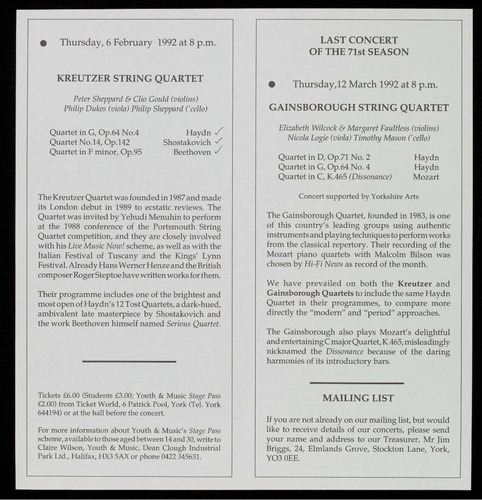 Thursday, 6 February 1992 at 8 p.m.
KREUTZER STRING QUARTET
Peter Sheppard & Clio Gould (violins)
Philip Dukes (viola) Philip Sheppard ('cello)
Quartet in G, Op.64 No.4 Haydn ✓
Quartet No.14, Op.142 Shostakovich ✓
Quartet in F minor, Op.95 Beethoven ✓
The Kreutzer Quartet was founded in 1987 and made
its London debut in 1989 to ecstatic reviews. The
Quartet was invited by Yehudi Menuhin to perform
at the 1988 conference of the Portsmouth String
Quartet competition, and they are closely involved
with his Live Music Now! scheme, as well as with the
Italian Festival of Tuscany and the Kings' Lynn
Festival. Already Hans Werner Henze and the British
composer Roger Steptoe have written works for them.
Their programme includes one of the brightest and
most open of Haydn's 12 Tost Quartets, a dark-hued,
ambivalent late masterpiece by Shostakovich and
the work Beethoven himself named Serious Quartet.
Tickets £6.00 (Students £3.00; Youth & Music Stage Pass
£2.00) from Ticket World, 6 Patrick Pool, York (Tel. York
644194) or at the hall before the concert.
For more information about Youth & Music's Stage Pass
scheme, available to those aged between 14 and 30, write to
Claire Wilson, Youth & Music, Dean Clough Industrial
Park Ltd., Halifax, HX3 5AX or phone 0422 345631.
LAST CONCERT
OF THE 71st SEASON
Thursday, 12 March 1992 at 8 p.m.
GAINSBOROUGH STRING QUARTET
Elizabeth Wilcock & Margaret Faultless (violins)
Nicola Logie (viola) Timothy Mason ('cello)
Quartet in D, Op.71 No. 2 Haydn
Quartet in G, Op.64 No. 4 Haydn
Quartet in C, K.465 (Dissonance) Mozart
Concert supported by Yorkshire Arts
The Gainsborough Quartet, founded in 1983, is one
of this country's leading groups using authentic
instruments and playing techniques to perform works
from the classical repertory. Their recording of the
Mozart piano quartets with Malcolm Bilson was
chosen by Hi-Fi News as record of the month.
We have prevailed on both the Kreutzer and
Gainsborough Quartets to include the same Haydn
Quartet in their programmes, to compare more
directly the "modern" and "period" approaches.
The Gainsborough also plays Mozart's delightful
and entertaining C major Quartet, K.465, misleadingly
nicknamed the Dissonance because of the daring
harmonies of its introductory bars.
MAILING LIST
If you are not already on our mailing list, but would
like to receive details of our concerts, please send
your name and address to our Treasurer, Mr Jim
Briggs, 24, Elmlands Grove, Stockton Lane, York,
YO3 0EE.